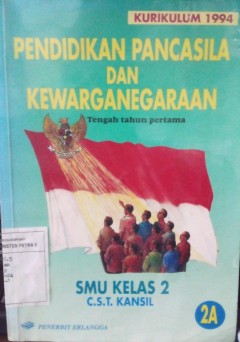 KURIKULUM 1994
PENDIDIKAN PANCASILA
DAN
KEWARGANEGARAAN
Tengah tahun pertama
SMU KELAS 2
C.S.T. KANSIL
2A
PENERBIT ERLANGGA